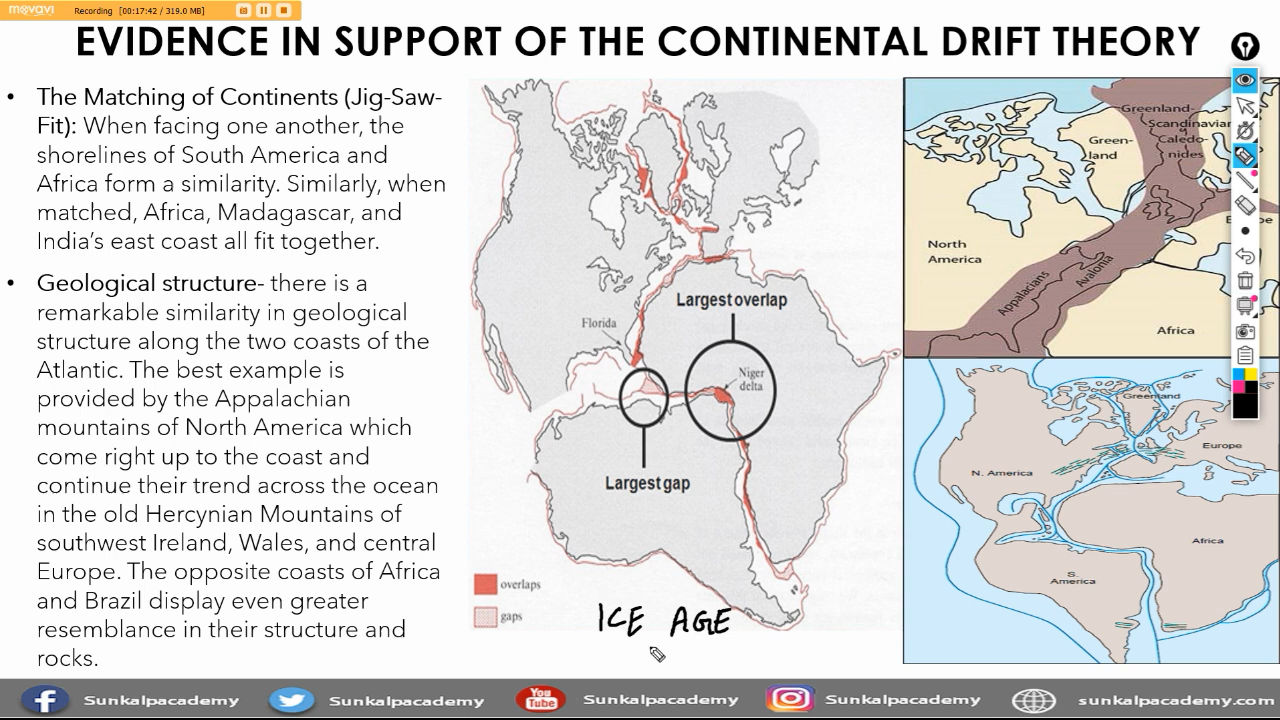 movavi Recording [00:17:42 / 319.0 MB]
EVIDENCE IN SUPPORT OF THE CONTINENTAL DRIFT THEORY
• The Matching of Continents (Jig-Saw-
Fit): When facing one another, the
shorelines of South America and
Africa form a similarity. Similarly, when
matched, Africa, Madagascar, and
India's east coast all fit together.
• Geological structure- there is a
remarkable similarity in geological
structure along the two coasts of the
Atlantic. The best example is
provided by the Appalachian
mountains of North America which
come right up to the coast and
continue their trend across the ocean
in the old Hercynian Mountains of
southwest Ireland, Wales, and central
Europe. The opposite coasts of Africa
and Brazil display even greater
resemblance in their structure and
rocks.
Largest overlap
Florida
Niger
delta
Largest gap
overlaps
gaps
ICE AGE
Greenland-
Scandinavian
Caledo-
nides
Green-
land
North
America
Appalacians
Avalonia
Africa
Greenland
Europe
N. America
Africa
S.
America
Sunkalpacademy Sunkalpacademy You Tube Sunkalpacademy Sunkalpacademy sunkalpacademy.com